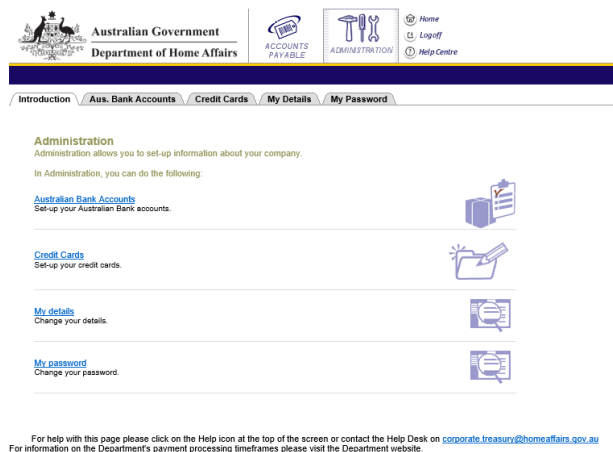 Australian Government
Department of Home Affairs
ACCOUNTS
PAYABLE
ADMINISTRATION
Home
Logoff
Help Centre
Introduction
Aus. Bank Accounts
Credit Cards
My Details
My Password
Administration
Administration allows you to set-up information about your company.
In Administration, you can do the following:
Australian Bank Accounts
Set-up your Australian Bank accounts.
Credit Cards
Set-up your credit cards.
My details
Change your details.
My password
Change your password.
For help with this page please click on the Help icon at the top of the screen or contact the Help Desk on corporate.treasury@homeaffairs.gov.au
For information on the Department's payment processing timeframes please visit the Department website.